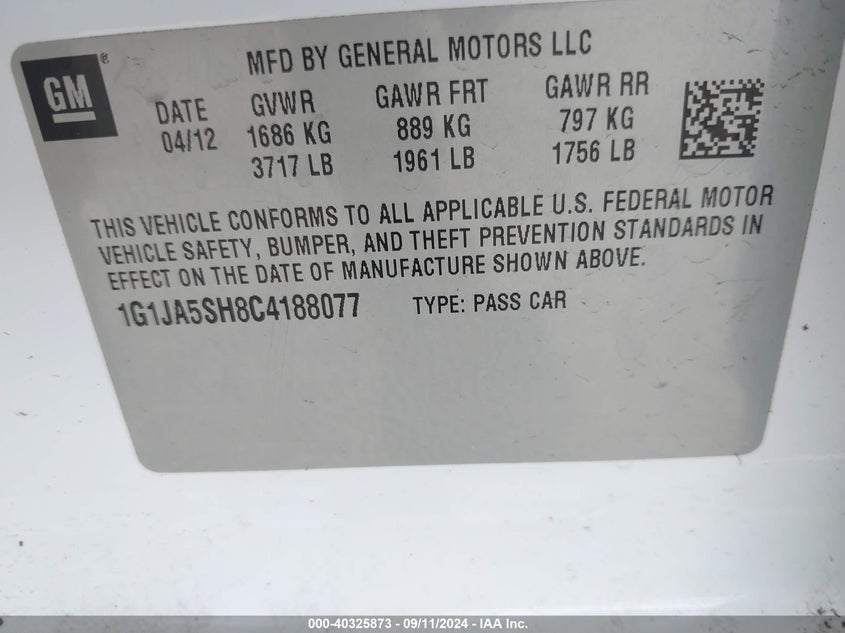 MFD BY GENERAL MOTORS LLC
GM®
DATE GVWR GAWR FRT GAWR RR
04/12 1686 KG 889 KG 797 KG
3717 LB 1961 LB 1756 LB
THIS VEHICLE CONFORMS TO ALL APPLICABLE U.S. FEDERAL MOTOR
VEHICLE SAFETY, BUMPER, AND THEFT PREVENTION STANDARDS IN
EFFECT ON THE DATE OF MANUFACTURE SHOWN ABOVE.
1G1JA5SH8C4188077 TYPE: PASS CAR
000-40325873 - 09/11/2024 - IAA Inc.